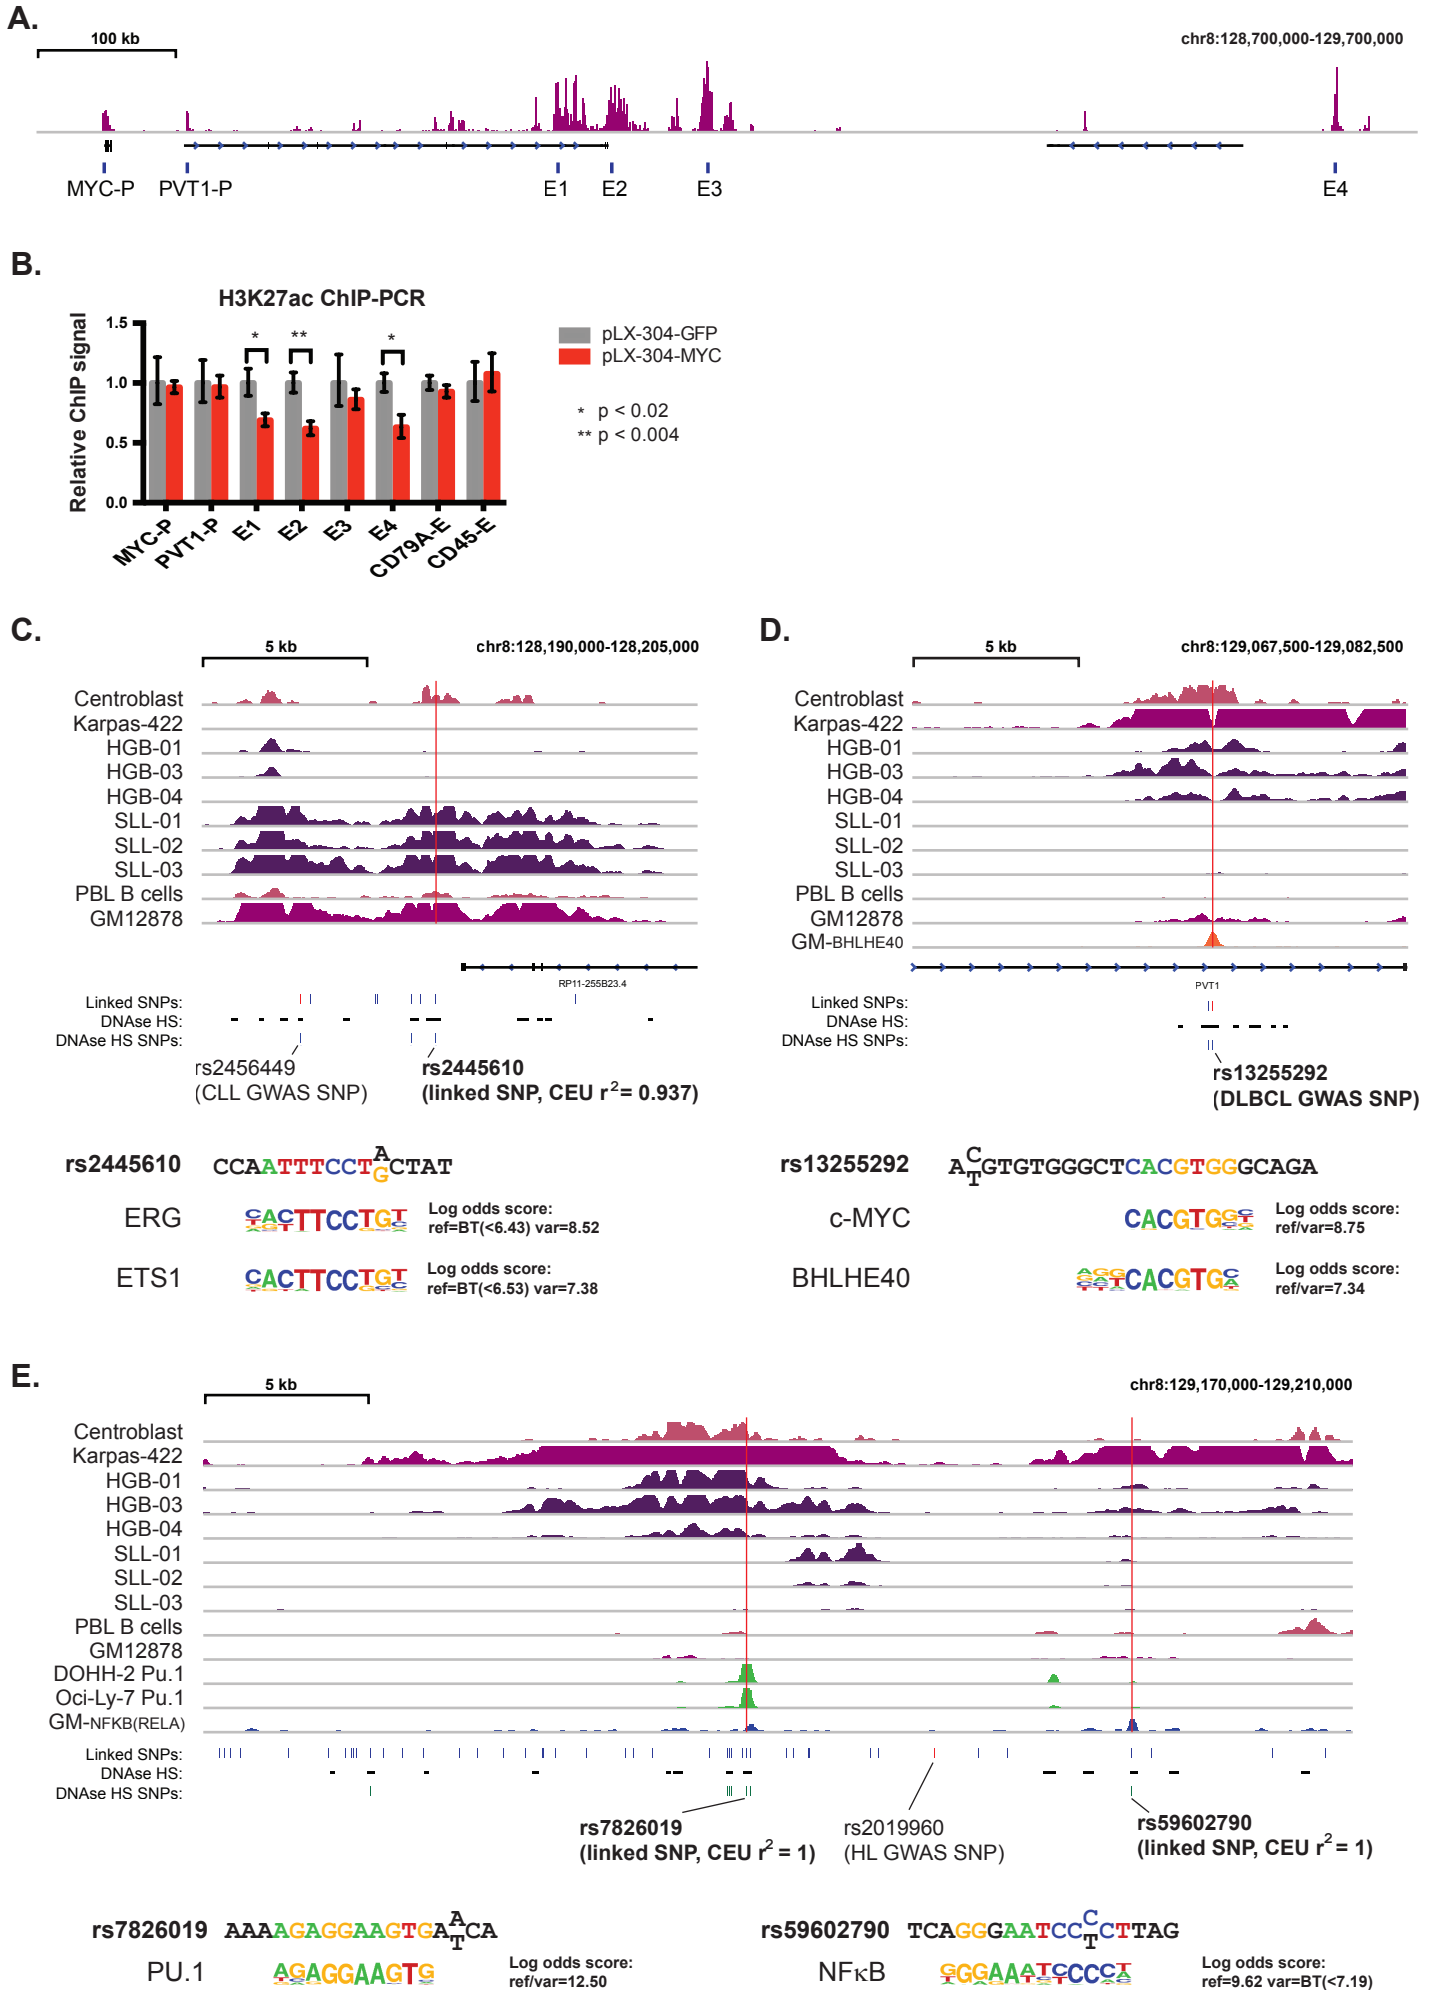 A.
100 kb
chr8:128,700,000-129,700,000
MYC-P PVT1-P E1 E2 E3 E4
B.
H3K27ac ChIP-PCR
Relative ChIP signal
1.5
1.0
0.5
0.0
* ** *
MYC-P PVT1-P E1 E2 E3 E4 CD79A-E CD45-E
pLX-304-GFP
pLX-304-MYC
* p < 0.02
** p < 0.004
C.
5 kb
chr8:128,190,000-128,205,000
Centroblast
Karpas-422
HGB-01
HGB-03
HGB-04
SLL-01
SLL-02
SLL-03
PBL B cells
GM12878
RP11-255B23.4
Linked SNPs:
DNAse HS:
DNAse HS SNPs:
rs2456449
(CLL GWAS SNP)
rs2445610
(linked SNP, CEU r2= 0.937)
rs2445610 CCAATTTCCTA/GCTAT
ERG
Log odds score:
ref=BT(<6.43) var=8.52
ETS1
Log odds score:
ref=BT(<6.53) var=7.38
D.
5 kb
chr8:129,067,500-129,082,500
Centroblast
Karpas-422
HGB-01
HGB-03
HGB-04
SLL-01
SLL-02
SLL-03
PBL B cells
GM12878
GM-BHLHE40
PVT1
Linked SNPs:
DNAse HS:
DNAse HS SNPs:
rs13255292
(DLBCL GWAS SNP)
rs13255292 AC/TGTGTGGGCTCACGTGGGCAGA
c-MYC CACGTG
Log odds score:
ref/var=8.75
BHLHE40 CACGTG
Log odds score:
ref/var=7.34
E.
5 kb
chr8:129,170,000-129,210,000
Centroblast
Karpas-422
HGB-01
HGB-03
HGB-04
SLL-01
SLL-02
SLL-03
PBL B cells
GM12878
DOHH-2 Pu.1
Oci-Ly-7 Pu.1
GM-NFKB(RELA)
Linked SNPs:
DNAse HS:
DNAse HS SNPs:
rs7826019
(linked SNP, CEU r2 = 1)
rs2019960
(HL GWAS SNP)
rs59602790
(linked SNP, CEU r2 = 1)
rs7826019 AAAAGAGGAAGTGAA/TCA
PU.1
Log odds score:
ref/var=12.50
rs59602790 TCAGGGAATCCC/TCTTAG
NFκB
Log odds score:
ref=9.62 var=BT(<7.19)